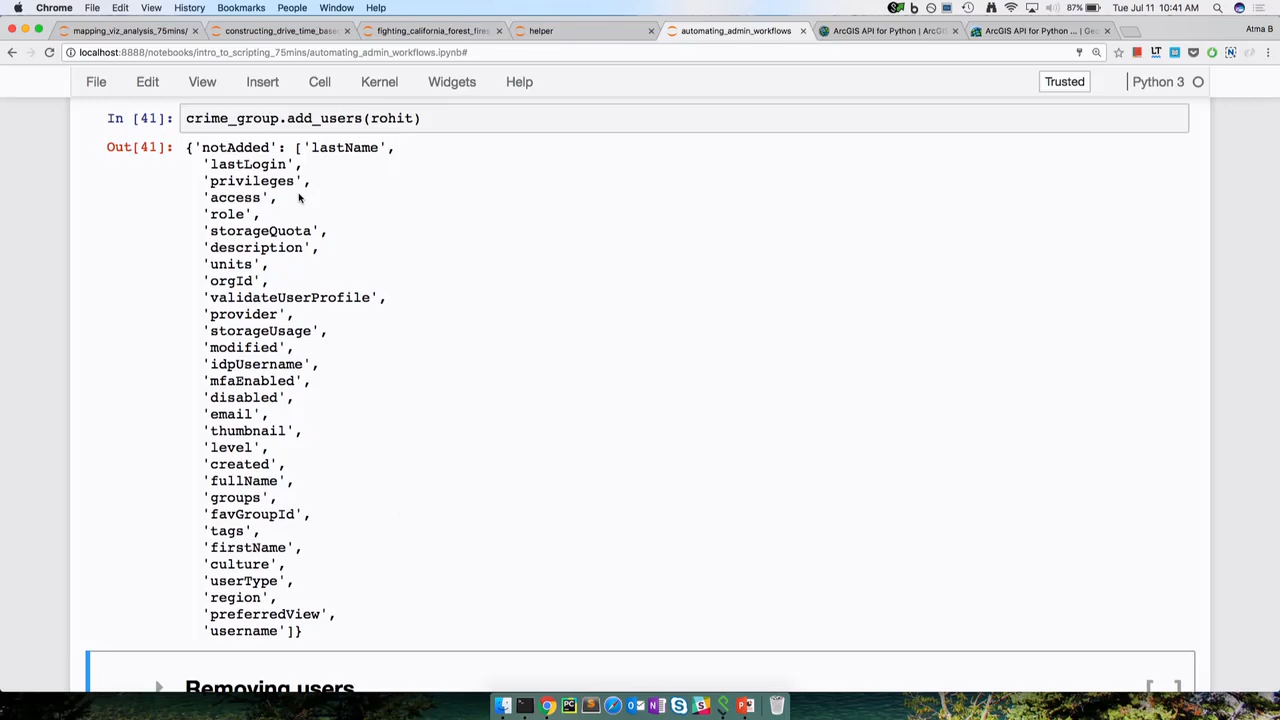 Chrome File Edit View History Bookmarks People Window Help 87% Tue Jul 11 10:41 AM
mapping_viz_analysis_75mins/ × constructing_drive_time_base × fighting_california_forest_fires × helper × automating_admin_workflows × ArcGIS API for Python | ArcG × ArcGIS API for Python ... | Geo × Atma B
localhost:8888/notebooks/intro_to_scripting_75mins/automating_admin_workflows.ipynb#
File Edit View Insert Cell Kernel Widgets Help Trusted Python 3
In [41]: crime_group.add_users(rohit)
Out[41]: {'notAdded': ['lastName',
'lastLogin',
'privileges',
'access',
'role',
'storageQuota',
'description',
'units',
'orgId',
'validateUserProfile',
'provider',
'storageUsage',
'modified',
'idpUsername',
'mfaEnabled',
'disabled',
'email',
'thumbnail',
'level',
'created',
'fullName',
'groups',
'favGroupId',
'tags',
'firstName',
'culture',
'userType',
'region',
'preferredView',
'username']}
Removing users